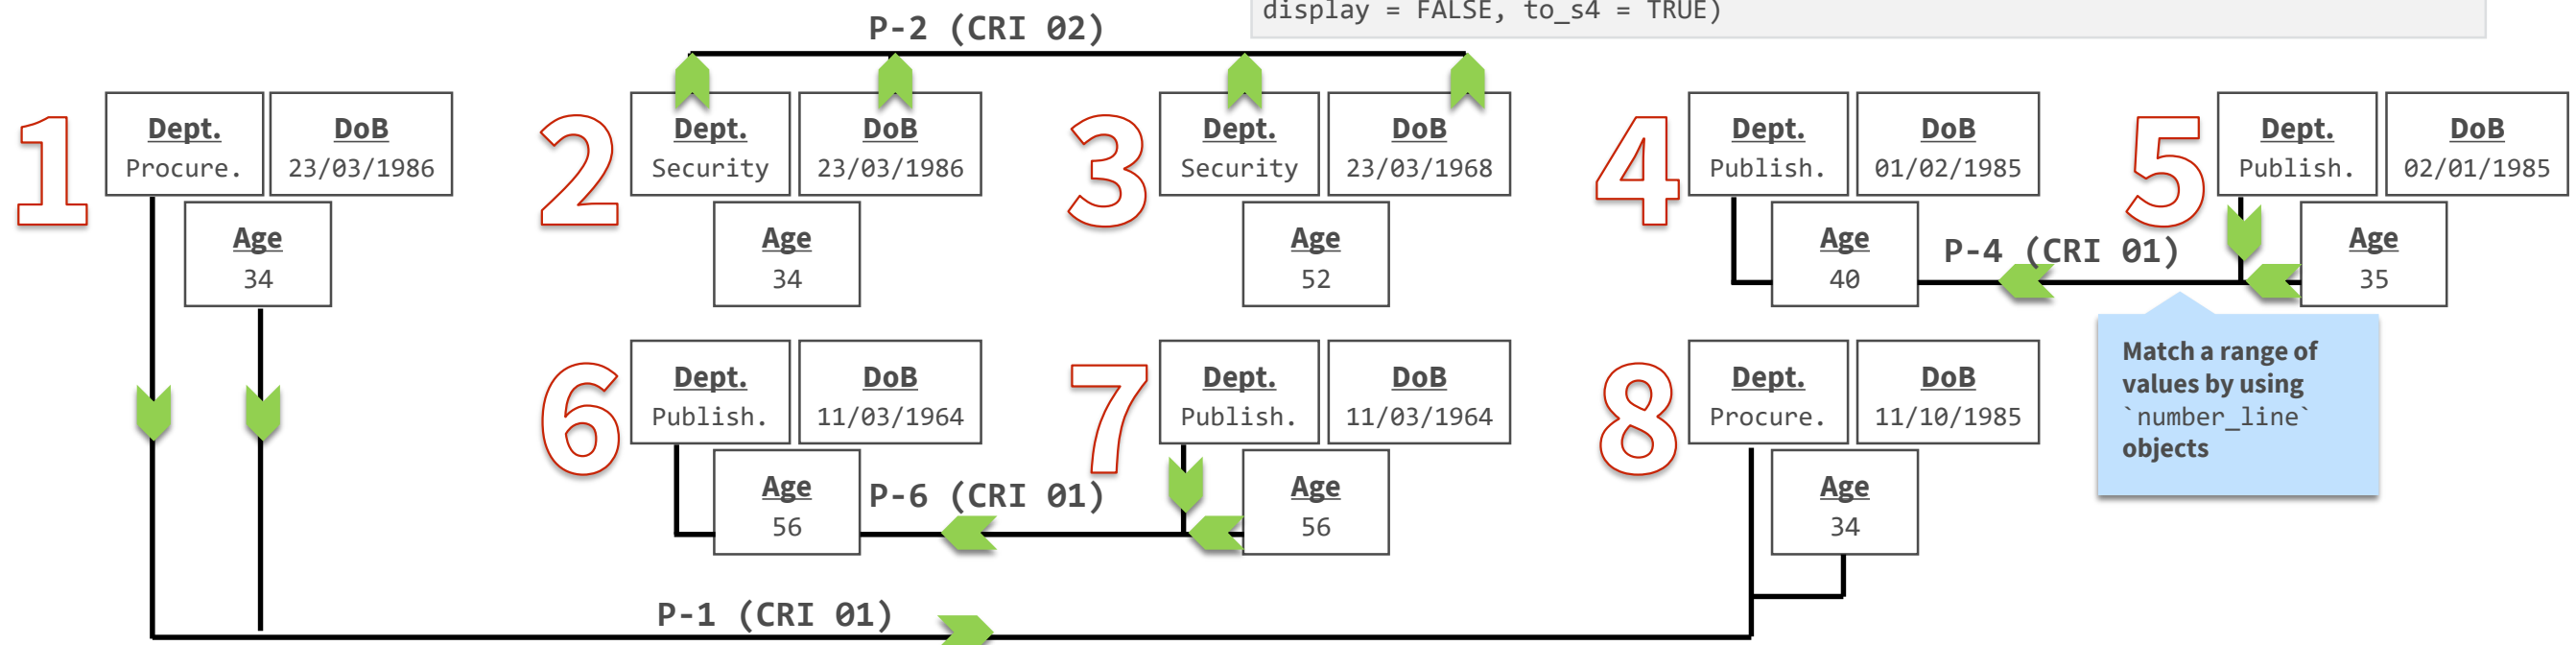 display = FALSE, to_s4 = TRUE)
P-2 (CRI 02)
1
Dept.
Procure.
DoB
23/03/1986
Age
34
2
Dept.
Security
DoB
23/03/1986
Age
34
3
Dept.
Security
DoB
23/03/1968
Age
52
4
Dept.
Publish.
DoB
01/02/1985
Age
40
P-4 (CRI 01)
5
Dept.
Publish.
DoB
02/01/1985
Age
35
Match a range of
values by using
`number_line`
objects
6
Dept.
Publish.
DoB
11/03/1964
Age
56
P-6 (CRI 01)
7
Dept.
Publish.
DoB
11/03/1964
Age
56
8
Dept.
Procure.
DoB
11/10/1985
Age
34
P-1 (CRI 01)